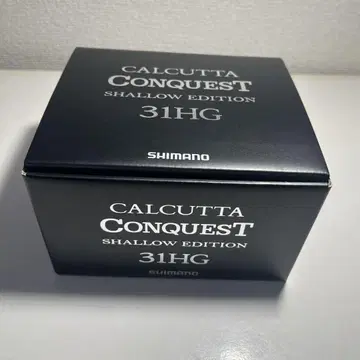 CALCUTTA
CONQUEST
SHALLOW EDITION
31HG
SHIMANO
CALCUTTA
CONQUEST
SHALLOW EDITION
31HG
SHIMANO